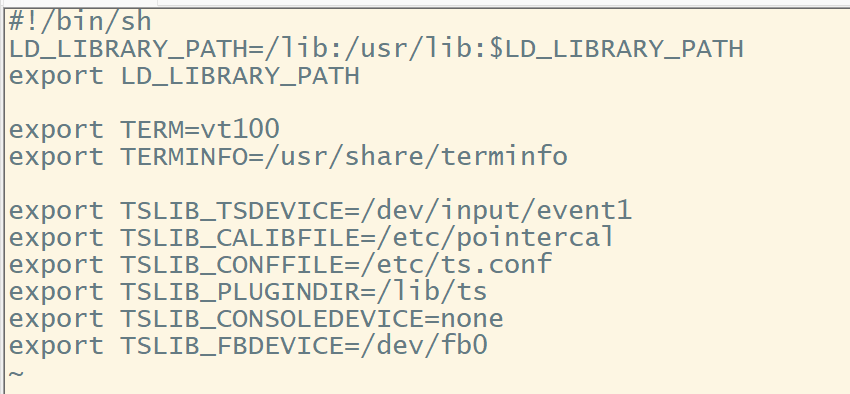 #!/bin/sh
LD_LIBRARY_PATH=/lib:/usr/lib:$LD_LIBRARY_PATH
export LD_LIBRARY_PATH
export TERM=vt100
export TERMINFO=/usr/share/terminfo
export TSLIB_TSDEVICE=/dev/input/event1
export TSLIB_CALIBFILE=/etc/pointercal
export TSLIB_CONFFILE=/etc/ts.conf
export TSLIB_PLUGINDIR=/lib/ts
export TSLIB_CONSOLEDEVICE=none
export TSLIB_FBDEVICE=/dev/fb0
~